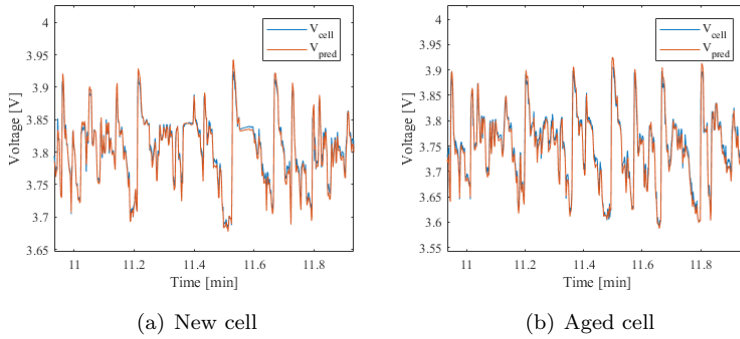 4
3.95
3.9
3.85
3.8
3.75
3.7
3.65
Voltage [V]
V_cell
V_pred
11
11.2
11.4
11.6
11.8
Time [min]
(a) New cell
4
3.95
3.9
3.85
3.8
3.75
3.7
3.65
3.6
3.55
Voltage [V]
V_cell
V_pred
11
11.2
11.4
11.6
11.8
Time [min]
(b) Aged cell